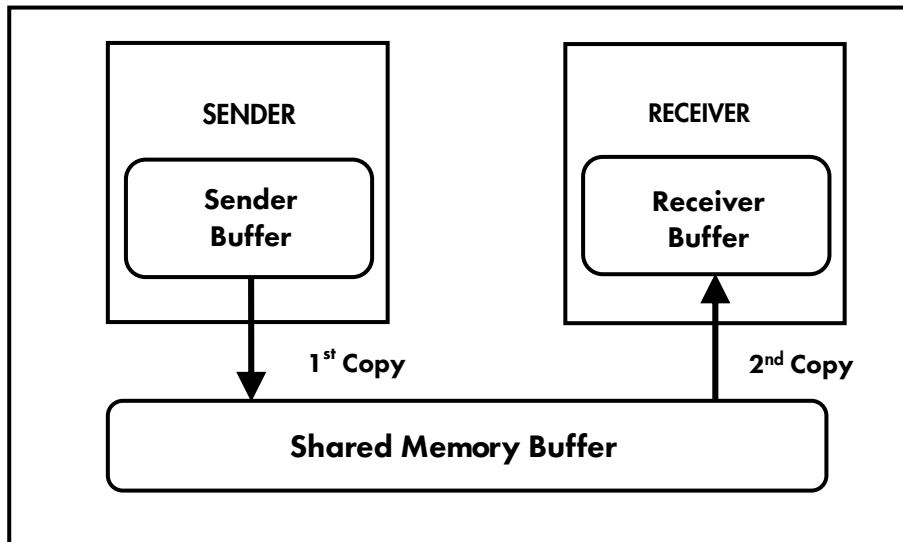 SENDER
Sender
Buffer
RECEIVER
Receiver
Buffer
1st Copy
2nd Copy
Shared Memory Buffer